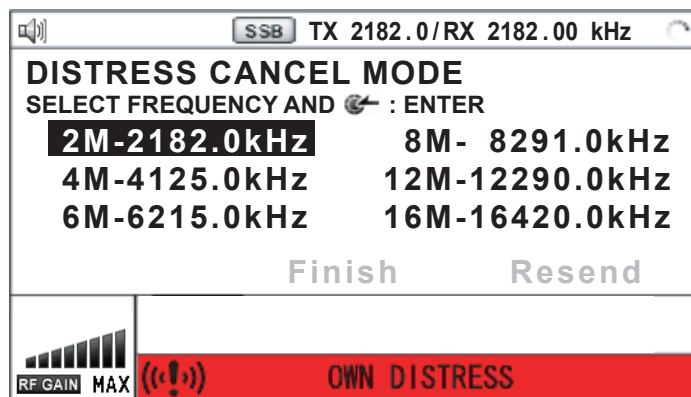 SSB TX 2182.0/RX 2182.00 kHz
DISTRESS CANCEL MODE
SELECT FREQUENCY AND : ENTER
2M-2182.0kHz 8M- 8291.0kHz
4M-4125.0kHz 12M-12290.0kHz
6M-6215.0kHz 16M-16420.0kHz
Finish Resend
RF GAIN MAX OWN DISTRESS